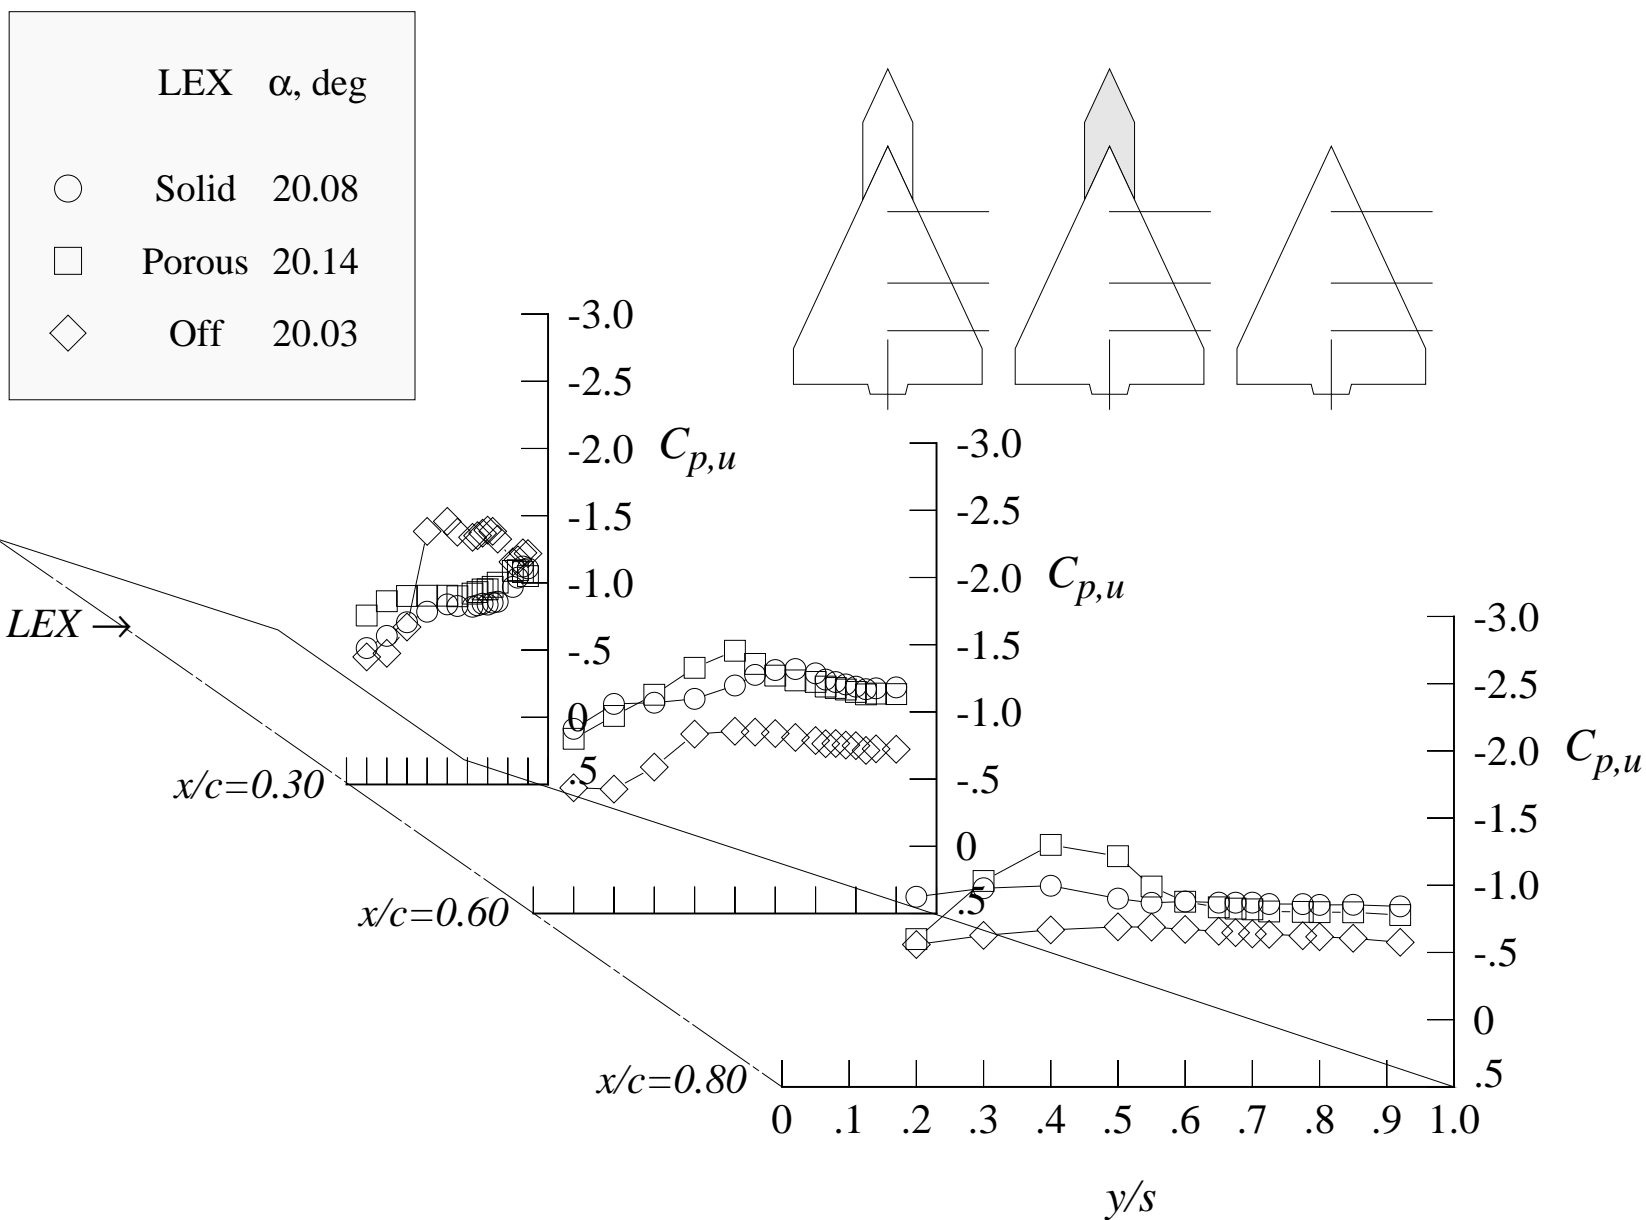 LEX α, deg
Solid 20.08
Porous 20.14
Off 20.03
-3.0
-2.5
-2.0
-1.5
-1.0
-.5
0
.5
C_{p,u}
x/c=0.30
LEX →
-3.0
-2.5
-2.0
-1.5
-1.0
-.5
0
.5
C_{p,u}
x/c=0.60
-3.0
-2.5
-2.0
-1.5
-1.0
-.5
0
.5
C_{p,u}
x/c=0.80
0 .1 .2 .3 .4 .5 .6 .7 .8 .9 1.0
y/s